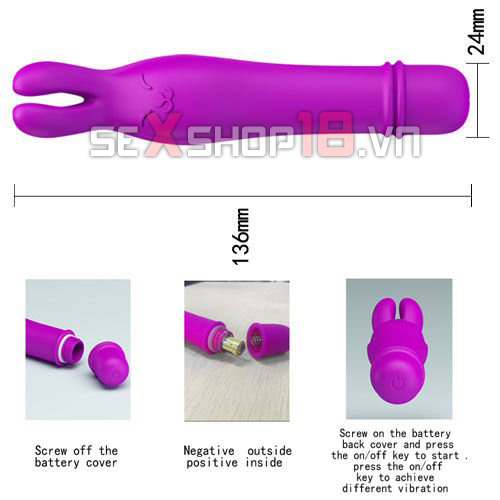 24mm
SEXSHOP18.VN
136mm
Screw off the
battery cover
Negative outside
positive inside
Screw on the battery
back cover and press
the on/off key to start .
press the on/off
key to achieve
different vibration